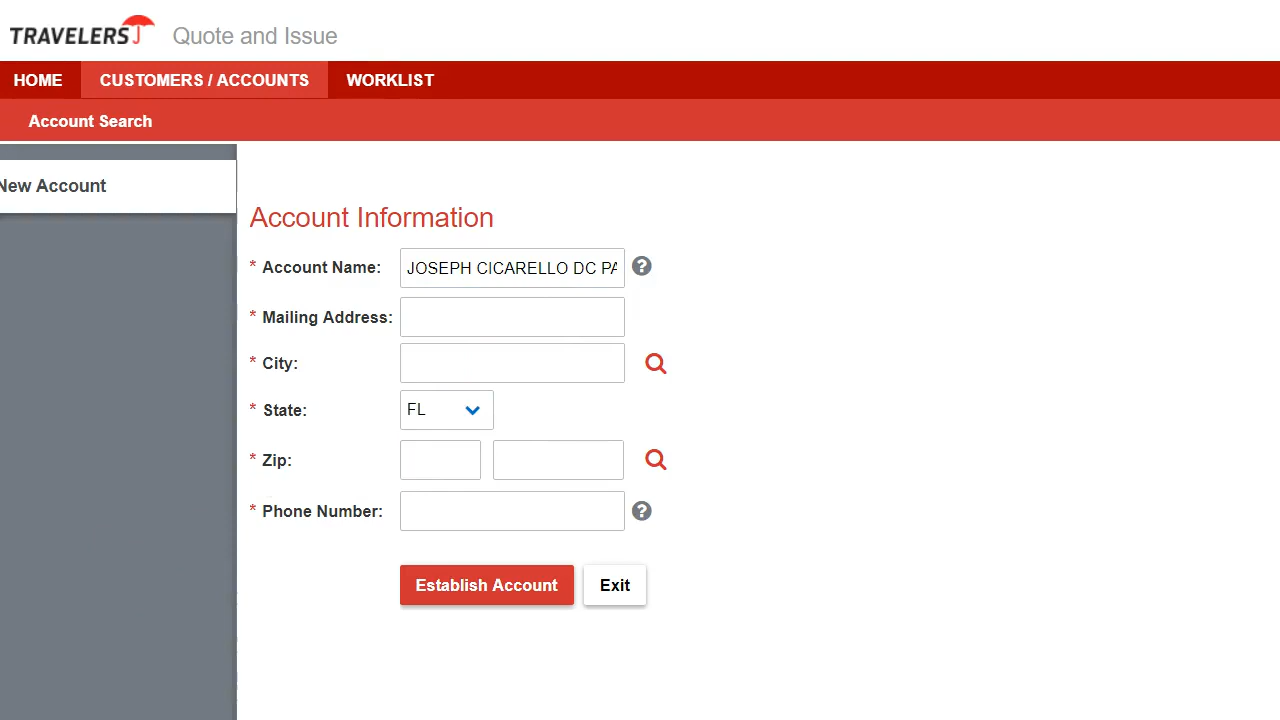 TRAVELERS Quote and Issue
HOME CUSTOMERS / ACCOUNTS WORKLIST
Account Search
New Account
Account Information
* Account Name: JOSEPH CICARELLO DC PA ?
* Mailing Address:
* City:
* State: FL
* Zip:
* Phone Number: ?
Establish Account Exit